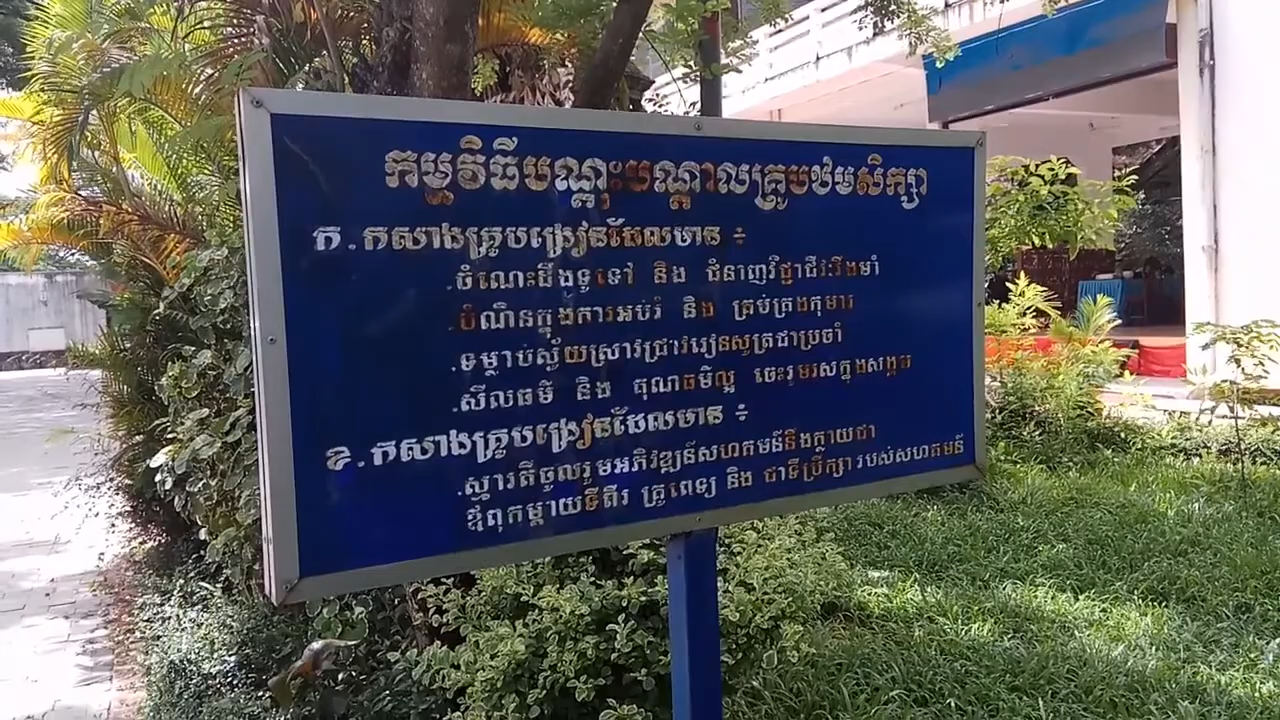 កម្មវិធីបណ្ដុះបណ្ដាលគ្រូបឋមសិក្សា
ក.កសាងគ្រូបង្រៀនដែលមាន ÷
.ចំណេះដឹងទូទៅ និង ជំនាញវិជ្ជាជីវៈរឹងមាំ
.បំណិនក្នុងការអប់រំ និង គ្រប់គ្រងកុមារ
.ទម្លាប់ស្វ័យស្រាវជ្រាវរៀនសូត្រជាប្រចាំ
.សីលធម៌ និង គុណធម៌ល្អ ចេះរួមរស់ក្នុងសង្គម
ខ.កសាងគ្រូបង្រៀនដែលមាន ÷
.ស្មារតីចូលរួមអភិវឌ្ឍន៍សហគមន៍នឹងក្លាយជា
ឪពុកម្ដាយទីពីរ គ្រូពេទ្យ និង ជាទីប្រឹក្សារបស់សហគមន៍